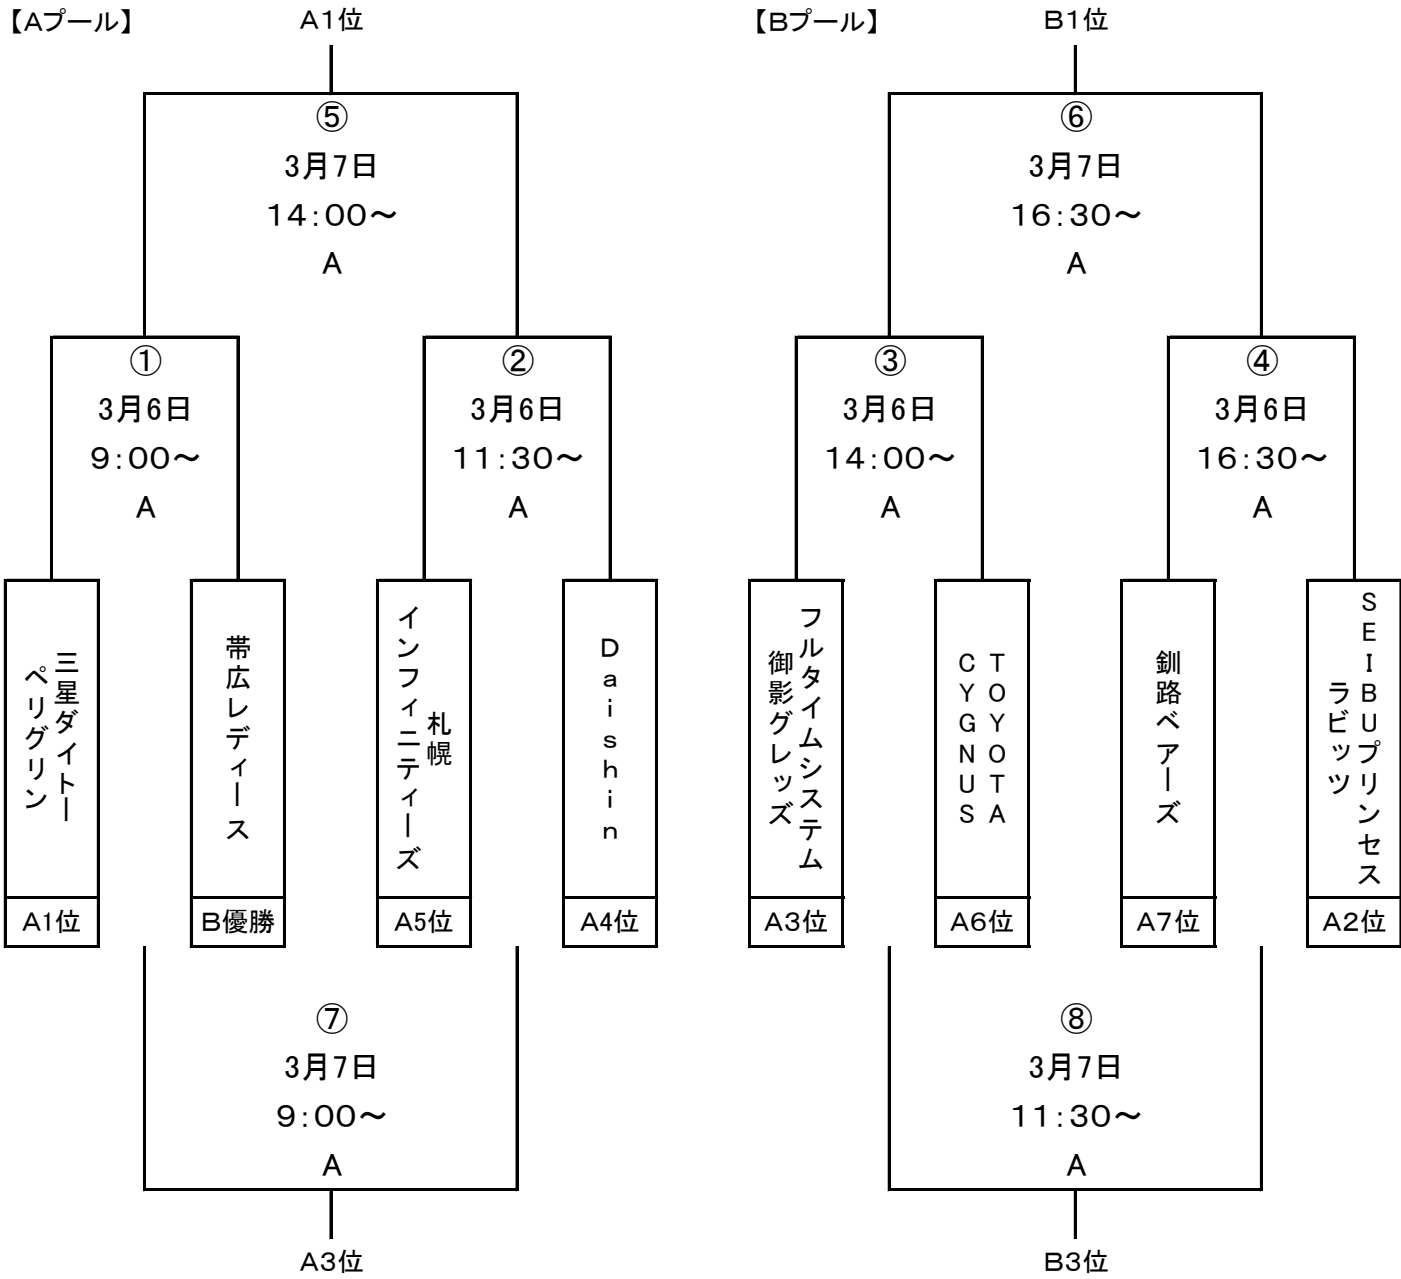 【Aプール】
A1位
⑤
3月7日
14:00～
A
①
3月6日
9:00～
A
②
3月6日
11:30～
A
三星ダイトー
ペリグリン
A1位
帯広レディース
B優勝
札幌
インフィニティーズ
A5位
Daishin
A4位
⑦
3月7日
9:00～
A
A3位
【Bプール】
B1位
⑥
3月7日
16:30～
A
③
3月6日
14:00～
A
④
3月6日
16:30～
A
フルタイムシステム
御影グレッズ
A3位
TOYOTA
CYGNUS
A6位
釧路ベアーズ
A7位
SEIBUプリンセス
ラビッツ
A2位
⑧
3月7日
11:30～
A
B3位